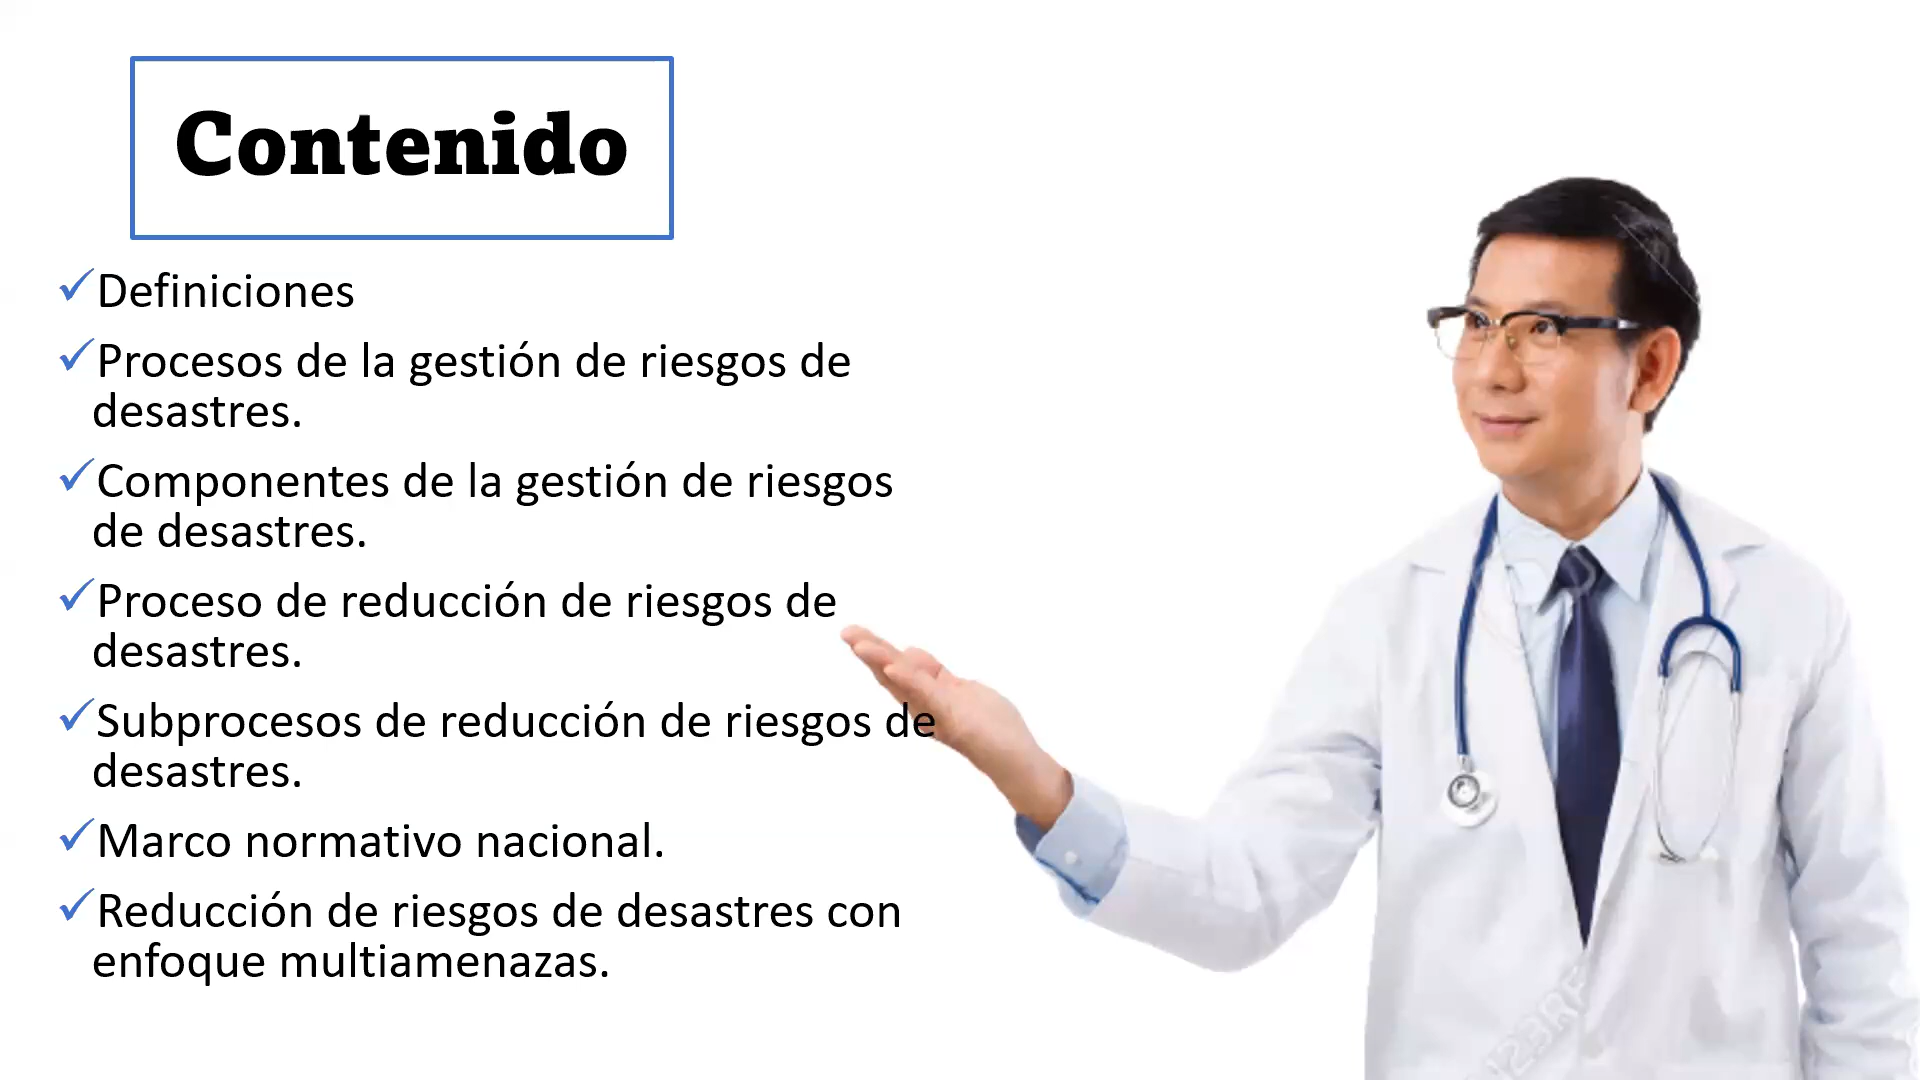 Contenido
Definiciones
Procesos de la gestión de riesgos de
desastres.
Componentes de la gestión de riesgos
de desastres.
Proceso de reducción de riesgos de
desastres.
Subprocesos de reducción de riesgos de
desastres.
Marco normativo nacional.
Reducción de riesgos de desastres con
enfoque multiamenazas.